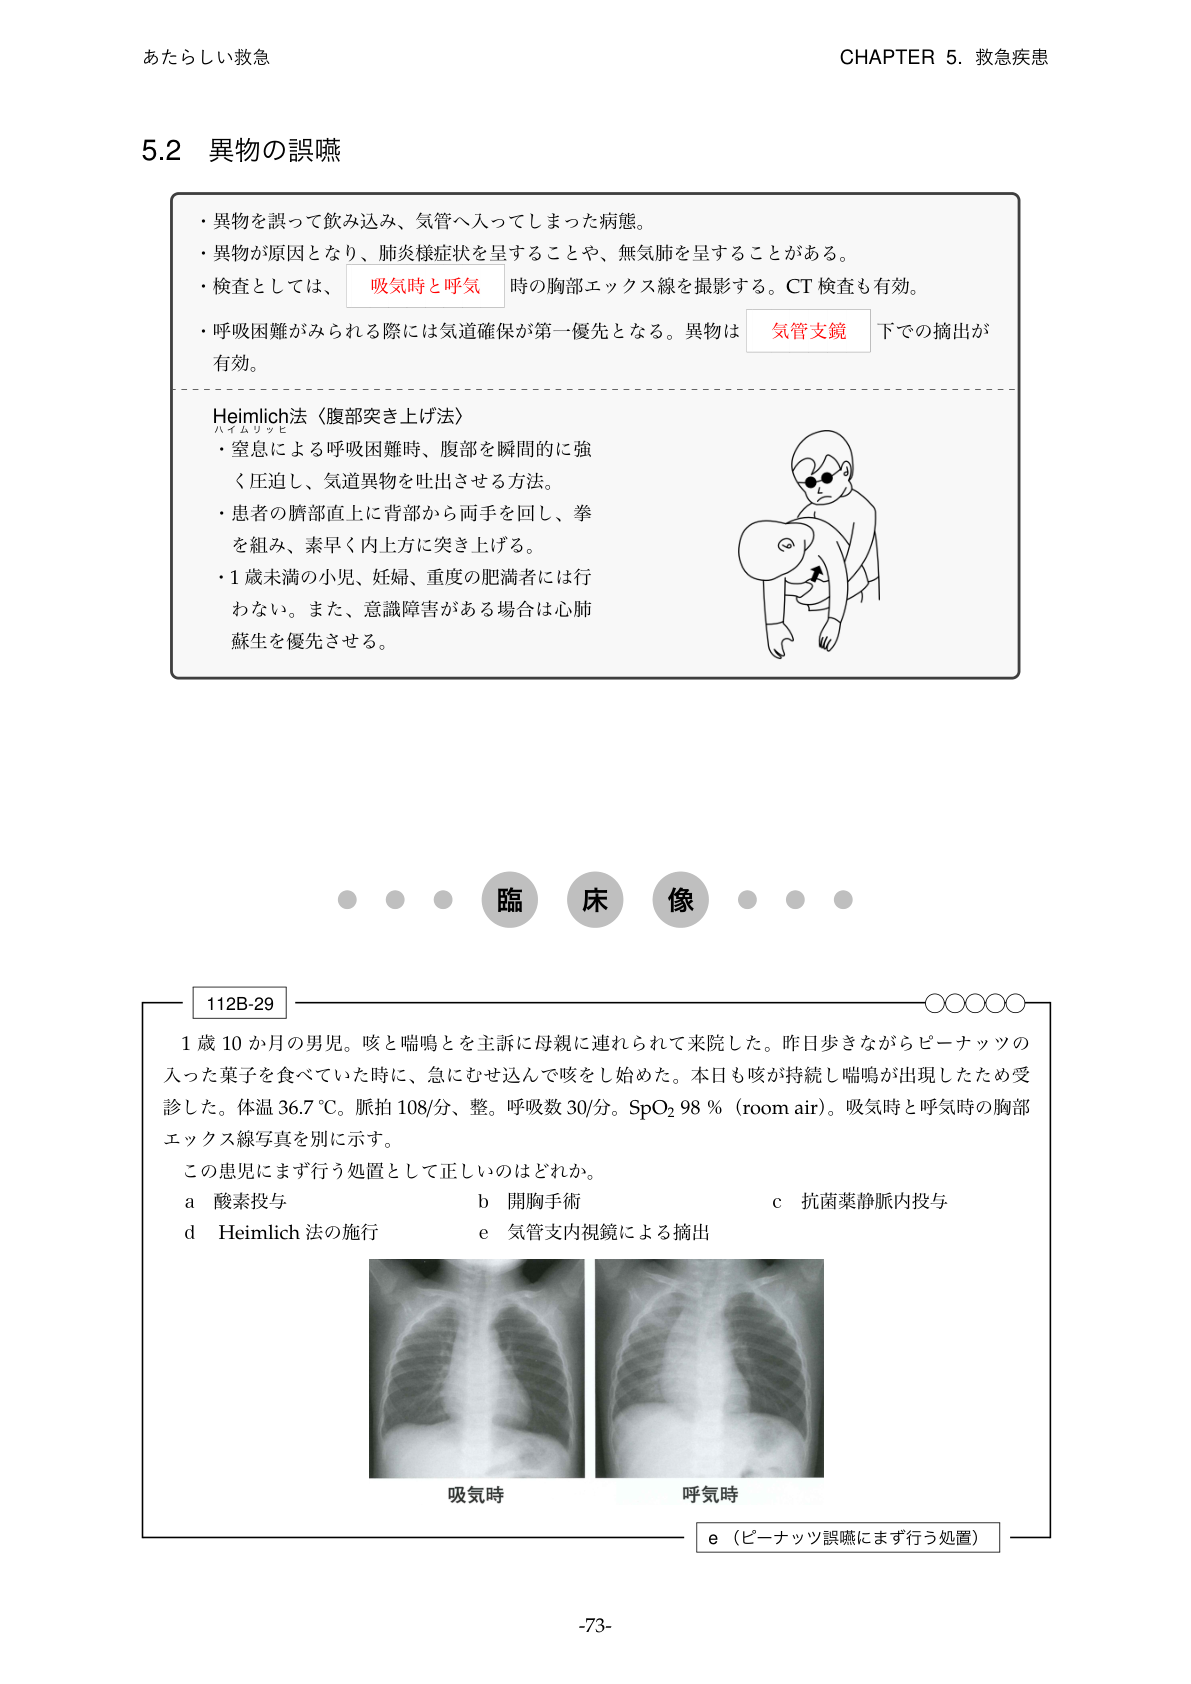 あたらしい救急
CHAPTER 5. 救急疾患
5.2 異物の誤嚥
・異物を誤って飲み込み、気管へ入ってしまった病態。
・異物が原因となり、肺炎様症状を呈することや、無気肺を呈することがある。
・検査としては、 吸気時と呼気 時の胸部エックス線を撮影する。CT 検査も有効。
・呼吸困難がみられる際には気道確保が第一優先となる。異物は 気管支鏡 下での摘出が
有効。
Heimlich法〈腹部突き上げ法〉
ハイムリッヒ
・窒息による呼吸困難時、腹部を瞬間的に強
く圧迫し、気道異物を吐出させる方法。
・患者の臍部直上に背部から両手を回し、拳
を組み、素早く内上方に突き上げる。
・1 歳未満の小児、妊婦、重度の肥満者には行
わない。また、意識障害がある場合は心肺
蘇生を優先させる。
臨 床 像
112B-29
1 歳 10 か月の男児。咳と喘鳴とを主訴に母親に連れられて来院した。昨日歩きながらピーナッツの
入った菓子を食べていた時に、急にむせ込んで咳をし始めた。本日も咳が持続し喘鳴が出現したため受
診した。体温 36.7 ℃。脈拍 108/分、整。呼吸数 30/分。SpO₂ 98 %（room air）。吸気時と呼気時の胸部
エックス線写真を別に示す。
この患児にまず行う処置として正しいのはどれか。
a 酸素投与 b 開胸手術 c 抗菌薬静脈内投与
d Heimlich 法の施行 e 気管支内視鏡による摘出
吸気時 呼気時
e （ピーナッツ誤嚥にまず行う処置）
-73-